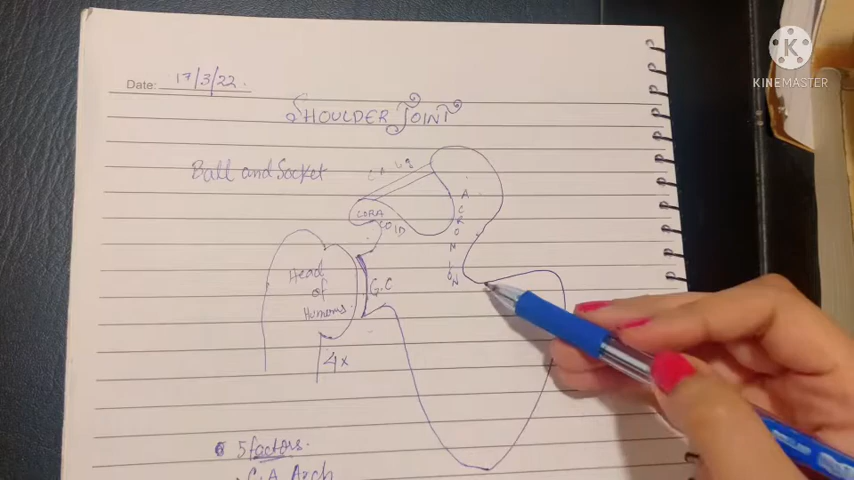 KINEMASTER
Date: 17/3/22
SHOULDER JOINT
Ball and Socket
CA
CORA
COID
ACROMION
Head
of
Humerus
G.C
4x
5 factors.
C.A Arch